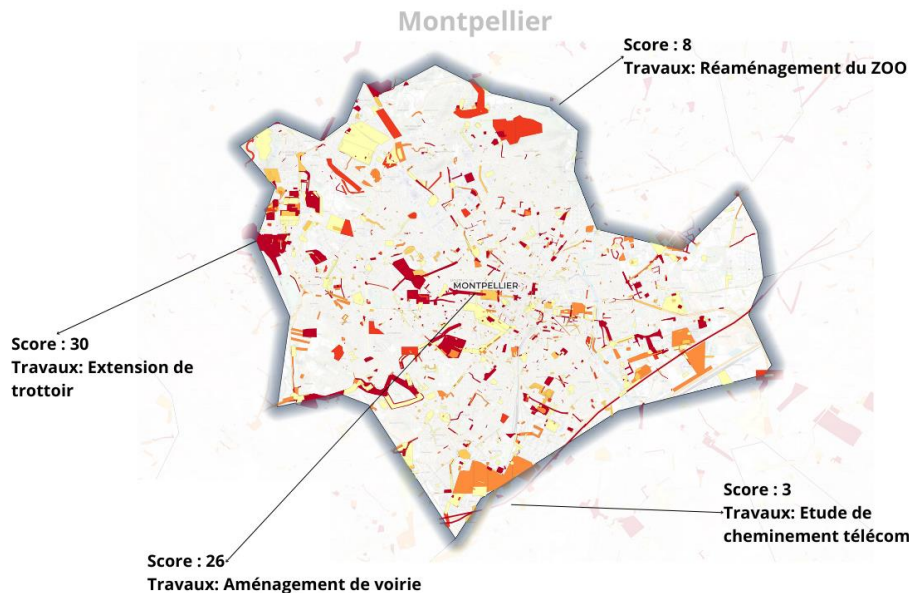 Montpellier
Score : 8
Travaux: Réaménagement du ZOO
MONTPELLIER
Score : 30
Travaux: Extension de
trottoir
Score : 3
Travaux: Etude de
cheminement télécom
Score : 26
Travaux: Aménagement de voirie